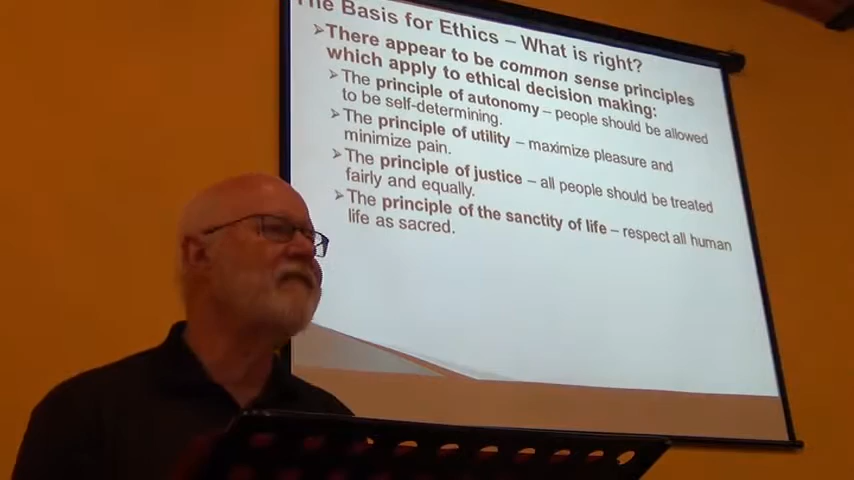 The Basis for Ethics – What is right?
➢There appear to be common sense principles
which apply to ethical decision making:
➢The principle of autonomy – people should be allowed
to be self-determining.
➢The principle of utility – maximize pleasure and
minimize pain.
➢The principle of justice – all people should be treated
fairly and equally.
➢The principle of the sanctity of life – respect all human
life as sacred.